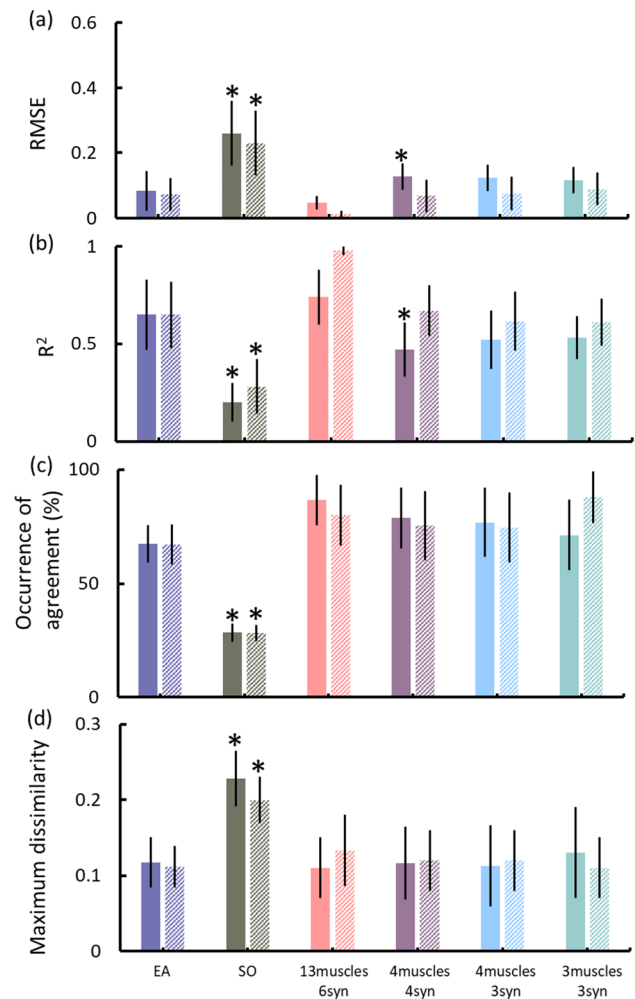 (a)
0.6
0.4
0.2
0
RMSE
* *
*
(b)
1
0.5
0
R²
* *
*
(c)
100
50
0
Occurrence of
agreement (%)
* *
(d)
0.3
0.2
0.1
0
Maximum dissimilarity
* *
EA SO 13muscles 4muscles 4muscles 3muscles
6syn 4syn 3syn 3syn